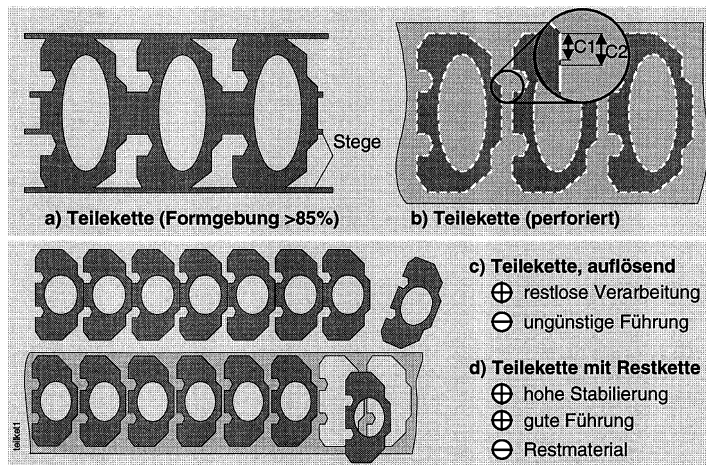 C1
C2
Stege
a) Teilekette (Formgebung >85%)
b) Teilekette (perforiert)
c) Teilekette, auflösend
restlose Verarbeitung
ungünstige Führung
d) Teilekette mit Restkette
hohe Stabilierung
gute Führung
Restmaterial
teilket1